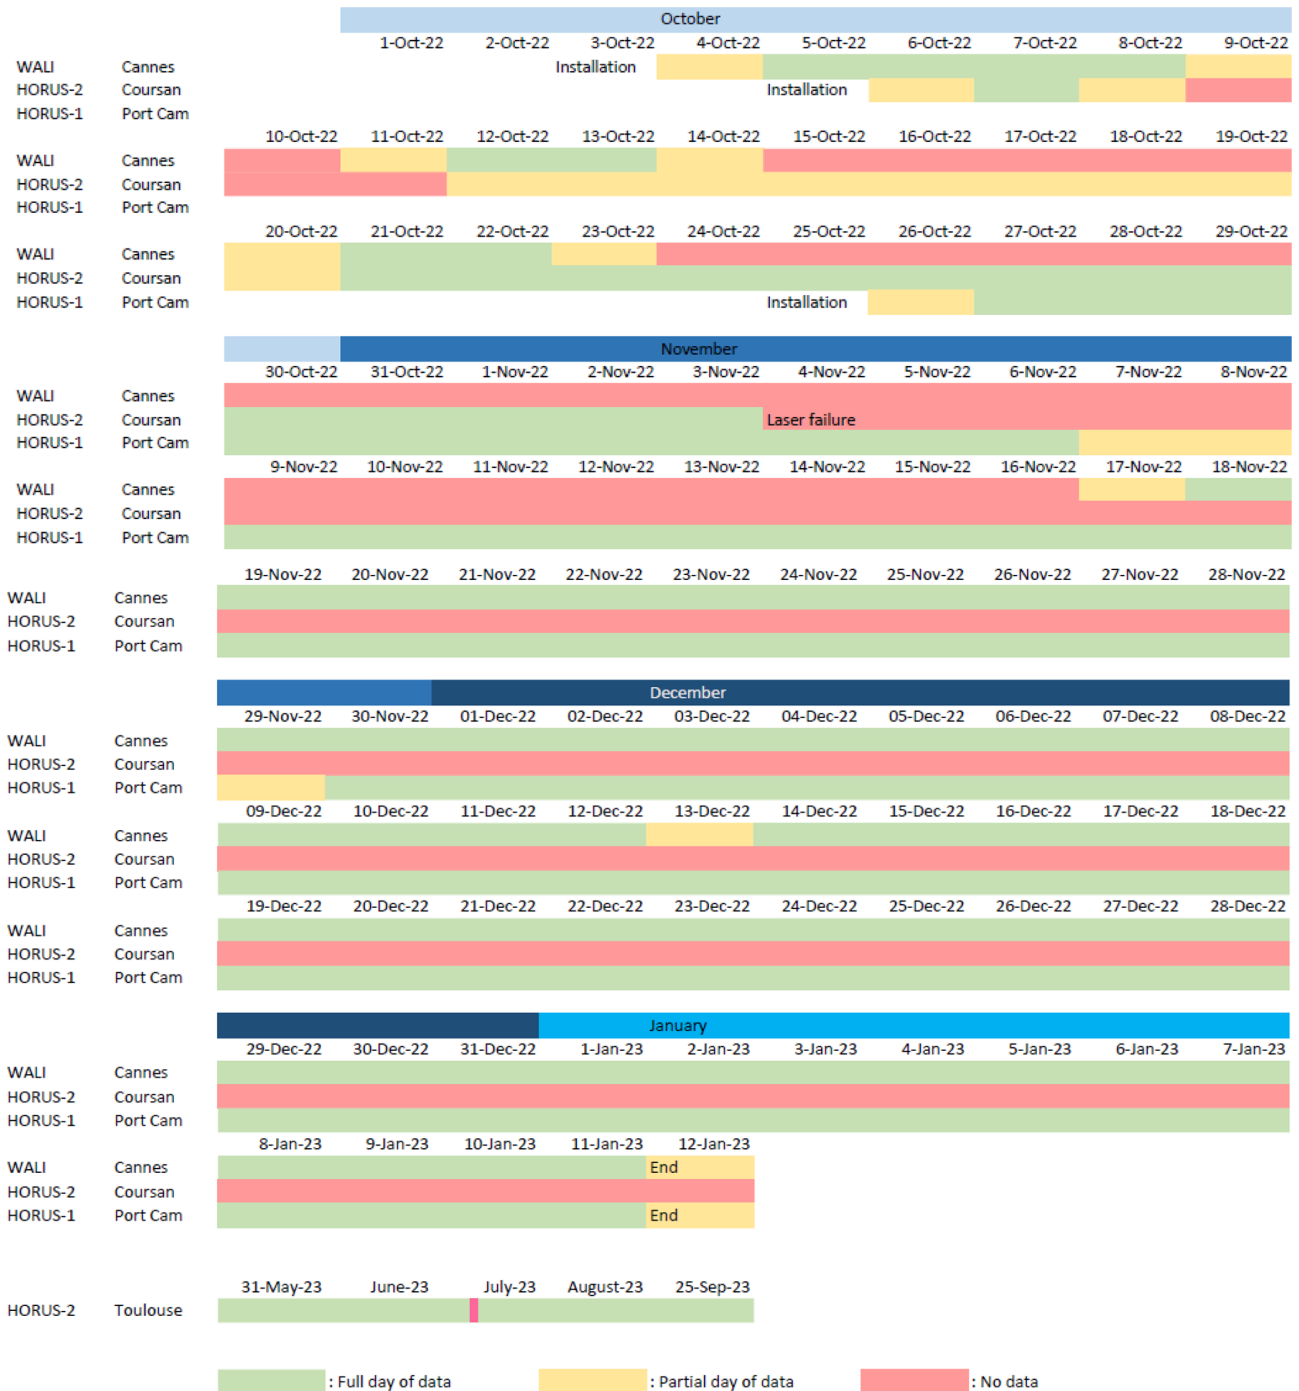 October
1-Oct-22 2-Oct-22 3-Oct-22 4-Oct-22 5-Oct-22 6-Oct-22 7-Oct-22 8-Oct-22 9-Oct-22
WALI Cannes Installation
HORUS-2 Coursan Installation
HORUS-1 Port Cam
10-Oct-22 11-Oct-22 12-Oct-22 13-Oct-22 14-Oct-22 15-Oct-22 16-Oct-22 17-Oct-22 18-Oct-22 19-Oct-22
WALI Cannes
HORUS-2 Coursan
HORUS-1 Port Cam
20-Oct-22 21-Oct-22 22-Oct-22 23-Oct-22 24-Oct-22 25-Oct-22 26-Oct-22 27-Oct-22 28-Oct-22 29-Oct-22
WALI Cannes
HORUS-2 Coursan
HORUS-1 Port Cam Installation
November
30-Oct-22 31-Oct-22 1-Nov-22 2-Nov-22 3-Nov-22 4-Nov-22 5-Nov-22 6-Nov-22 7-Nov-22 8-Nov-22
WALI Cannes
HORUS-2 Coursan Laser failure
HORUS-1 Port Cam
9-Nov-22 10-Nov-22 11-Nov-22 12-Nov-22 13-Nov-22 14-Nov-22 15-Nov-22 16-Nov-22 17-Nov-22 18-Nov-22
WALI Cannes
HORUS-2 Coursan
HORUS-1 Port Cam
19-Nov-22 20-Nov-22 21-Nov-22 22-Nov-22 23-Nov-22 24-Nov-22 25-Nov-22 26-Nov-22 27-Nov-22 28-Nov-22
WALI Cannes
HORUS-2 Coursan
HORUS-1 Port Cam
December
29-Nov-22 30-Nov-22 01-Dec-22 02-Dec-22 03-Dec-22 04-Dec-22 05-Dec-22 06-Dec-22 07-Dec-22 08-Dec-22
WALI Cannes
HORUS-2 Coursan
HORUS-1 Port Cam
09-Dec-22 10-Dec-22 11-Dec-22 12-Dec-22 13-Dec-22 14-Dec-22 15-Dec-22 16-Dec-22 17-Dec-22 18-Dec-22
WALI Cannes
HORUS-2 Coursan
HORUS-1 Port Cam
19-Dec-22 20-Dec-22 21-Dec-22 22-Dec-22 23-Dec-22 24-Dec-22 25-Dec-22 26-Dec-22 27-Dec-22 28-Dec-22
WALI Cannes
HORUS-2 Coursan
HORUS-1 Port Cam
January
29-Dec-22 30-Dec-22 31-Dec-22 1-Jan-23 2-Jan-23 3-Jan-23 4-Jan-23 5-Jan-23 6-Jan-23 7-Jan-23
WALI Cannes
HORUS-2 Coursan
HORUS-1 Port Cam
8-Jan-23 9-Jan-23 10-Jan-23 11-Jan-23 12-Jan-23
WALI Cannes End
HORUS-2 Coursan
HORUS-1 Port Cam End
31-May-23 June-23 July-23 August-23 25-Sep-23
HORUS-2 Toulouse
: Full day of data : Partial day of data : No data